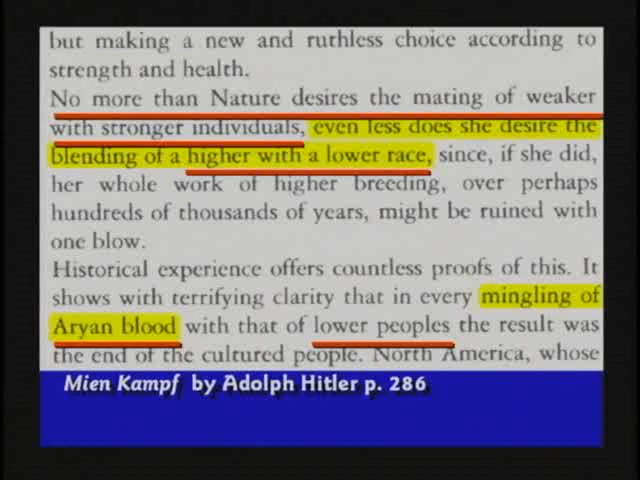 but making a new and ruthless choice according to
strength and health.
No more than Nature desires the mating of weaker
with stronger individuals, even less does she desire the
blending of a higher with a lower race, since, if she did,
her whole work of higher breeding, over perhaps
hundreds of thousands of years, might be ruined with
one blow.
Historical experience offers countless proofs of this. It
shows with terrifying clarity that in every mingling of
Aryan blood with that of lower peoples the result was
the end of the cultured people. North America, whose
Mien Kampf by Adolph Hitler p. 286